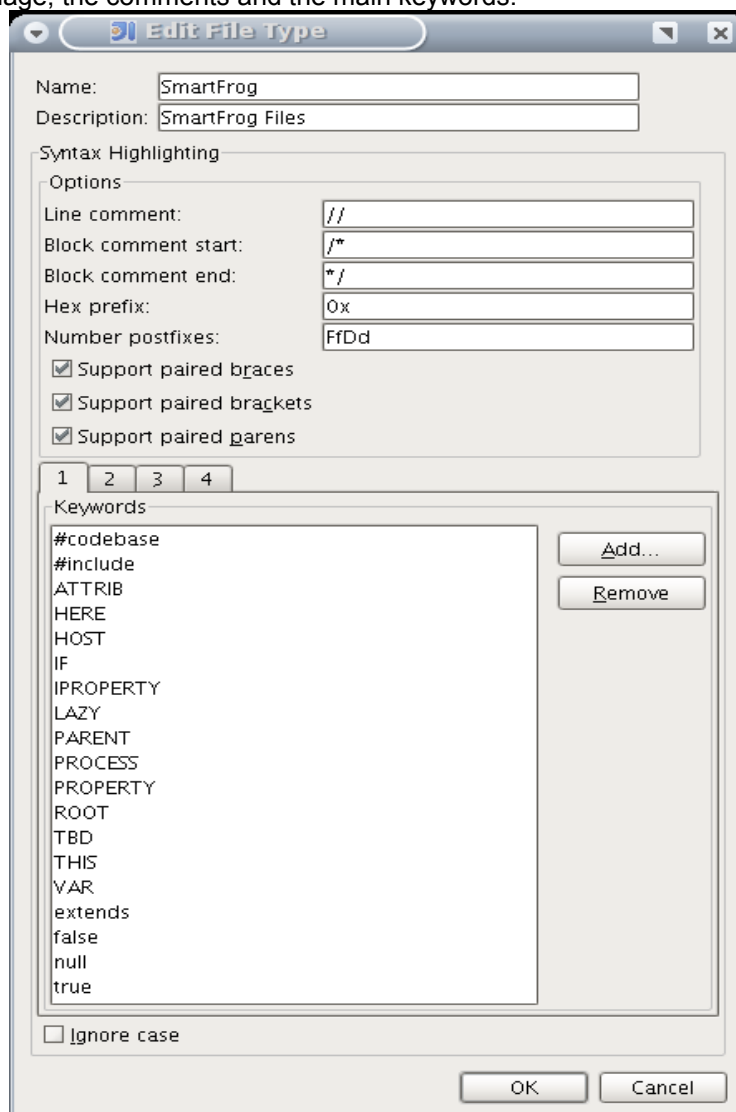 age, the comments and the main keywords.
Edit File Type
Name: SmartFrog
Description: SmartFrog Files
Syntax Highlighting
Options
Line comment: //
Block comment start: /*
Block comment end: */
Hex prefix: 0x
Number postfixes: FfDd
Support paired braces
Support paired brackets
Support paired parens
1 2 3 4
Keywords
#codebase
Add...
#include
ATTRIB
Remove
HERE
HOST
IF
IPROPERTY
LAZY
PARENT
PROCESS
PROPERTY
ROOT
TBD
THIS
VAR
extends
false
null
true
Ignore case
OK Cancel